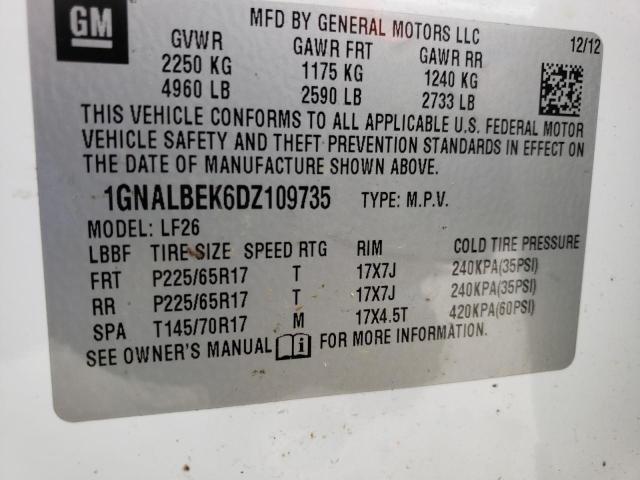 GM
MFD BY GENERAL MOTORS LLC
12/12
GVWR GAWR FRT GAWR RR
2250 KG 1175 KG 1240 KG
4960 LB 2590 LB 2733 LB
THIS VEHICLE CONFORMS TO ALL APPLICABLE U.S. FEDERAL MOTOR
VEHICLE SAFETY AND THEFT PREVENTION STANDARDS IN EFFECT ON
THE DATE OF MANUFACTURE SHOWN ABOVE.
1GNALBEK6DZ109735 TYPE: M.P.V.
MODEL: LF26
LBBF TIRE SIZE SPEED RTG RIM COLD TIRE PRESSURE
FRT P225/65R17 T 17X7J 240KPA(35PSI)
RR P225/65R17 T 17X7J 240KPA(35PSI)
SPA T145/70R17 M 17X4.5T 420KPA(60PSI)
SEE OWNER'S MANUAL FOR MORE INFORMATION.